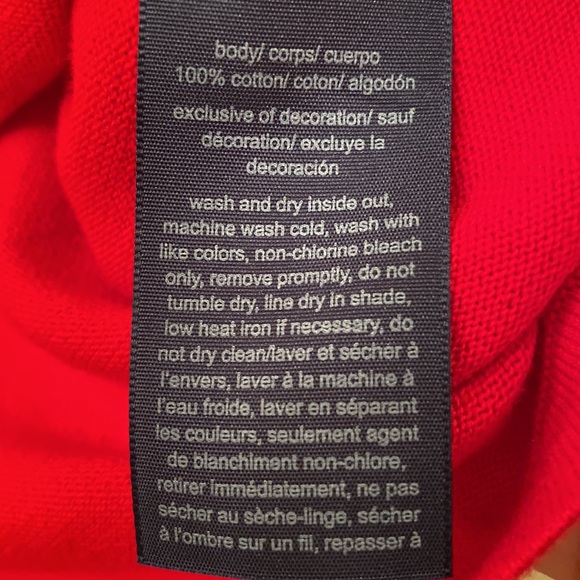 body/ corps/ cuerpo
100% cotton/ coton/ algodón
exclusive of decoration/ sauf
décoration/ excluye la
decoración
wash and dry inside out,
machine wash cold, wash with
like colors, non-chlorine bleach
only, remove promptly, do not
tumble dry, line dry in shade,
low heat iron if necessary, do
not dry clean/laver et sécher à
l'envers, laver à la machine à
l'eau froide, laver en séparant
les couleurs, seulement agent
de blanchiment non-chlore,
retirer immédiatement, ne pas
sécher au sèche-linge, sécher
à l'ombre sur un fil, repasser à